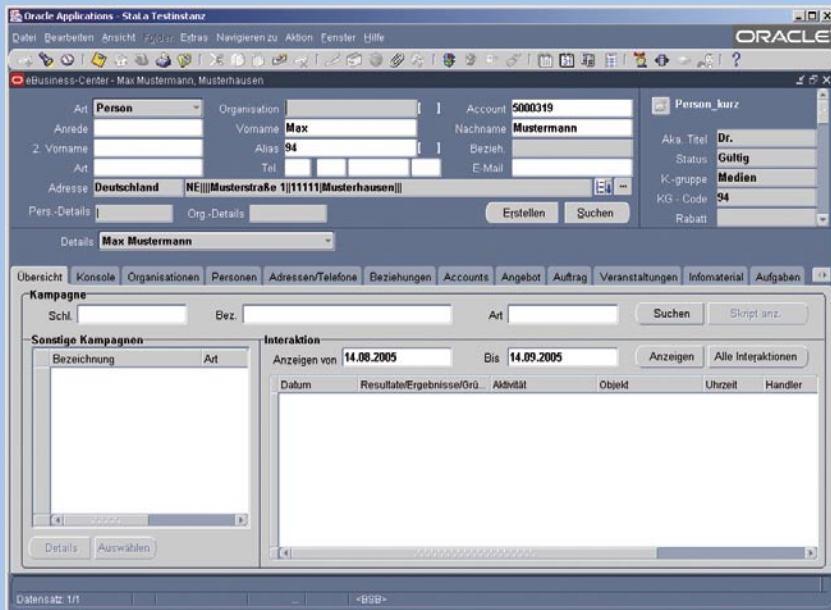 Oracle Applications - StaLa Testinstanz
Datei Bearbeiten Ansicht Folder Extras Navigieren zu Aktion Fenster Hilfe
ORACLE
eBusiness-Center - Max Mustermann, Musterhausen
Art Person Organisation [ ] Account 5000319
Person_kurz
Anrede Vorname Max Nachname Mustermann
Aka. Titel Dr.
2. Vorname Alias 94 [ ] Bezieh.
Status Gültig
Art Tel. E-Mail
K.-gruppe Medien
Adresse Deutschland NE||||Musterstraße 1||11111|Musterhausen|||
KG - Code 94
Pers.-Details Org.-Details Erstellen Suchen
Rabatt
Details Max Mustermann
Übersicht Konsole Organisationen Personen Adressen/Telefone Beziehungen Accounts Angebot Auftrag Veranstaltungen Infomaterial Aufgaben
Kampagne
Schl. Bez. Art Suchen Skript anz.
Sonstige Kampagnen
Interaktion
Bezeichnung Art
Anzeigen von 14.08.2005 Bis 14.09.2005 Anzeigen Alle Interaktionen
Datum Resultate/Ergebnisse/Grü... Aktivität Objekt Uhrzeit Handler
Details Auswählen
Datensatz: 1/1 ... <BSB>